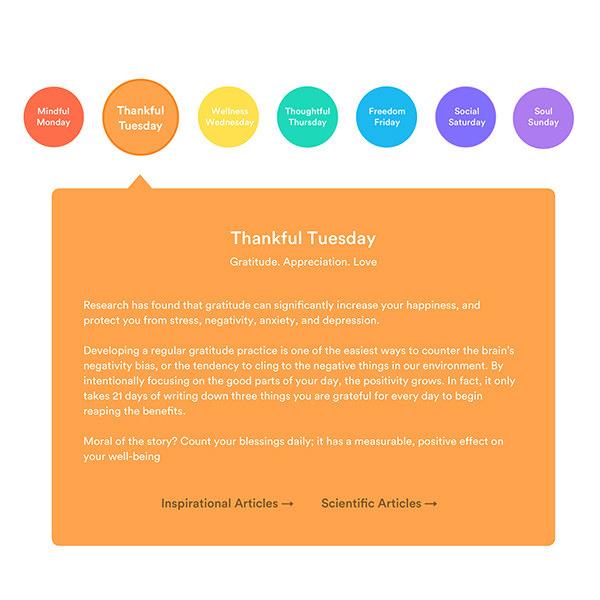 Mindful
Monday
Thankful
Tuesday
Wellness
Wednesday
Thoughtful
Thursday
Freedom
Friday
Social
Saturday
Soul
Sunday
Thankful Tuesday
Gratitude. Appreciation. Love
Research has found that gratitude can significantly increase your happiness, and
protect you from stress, negativity, anxiety, and depression.
Developing a regular gratitude practice is one of the easiest ways to counter the brain's
negativity bias, or the tendency to cling to the negative things in our environment. By
intentionally focusing on the good parts of your day, the positivity grows. In fact, it only
takes 21 days of writing down three things you are grateful for every day to begin
reaping the benefits.
Moral of the story? Count your blessings daily; it has a measurable, positive effect on
your well-being
Inspirational Articles → Scientific Articles →